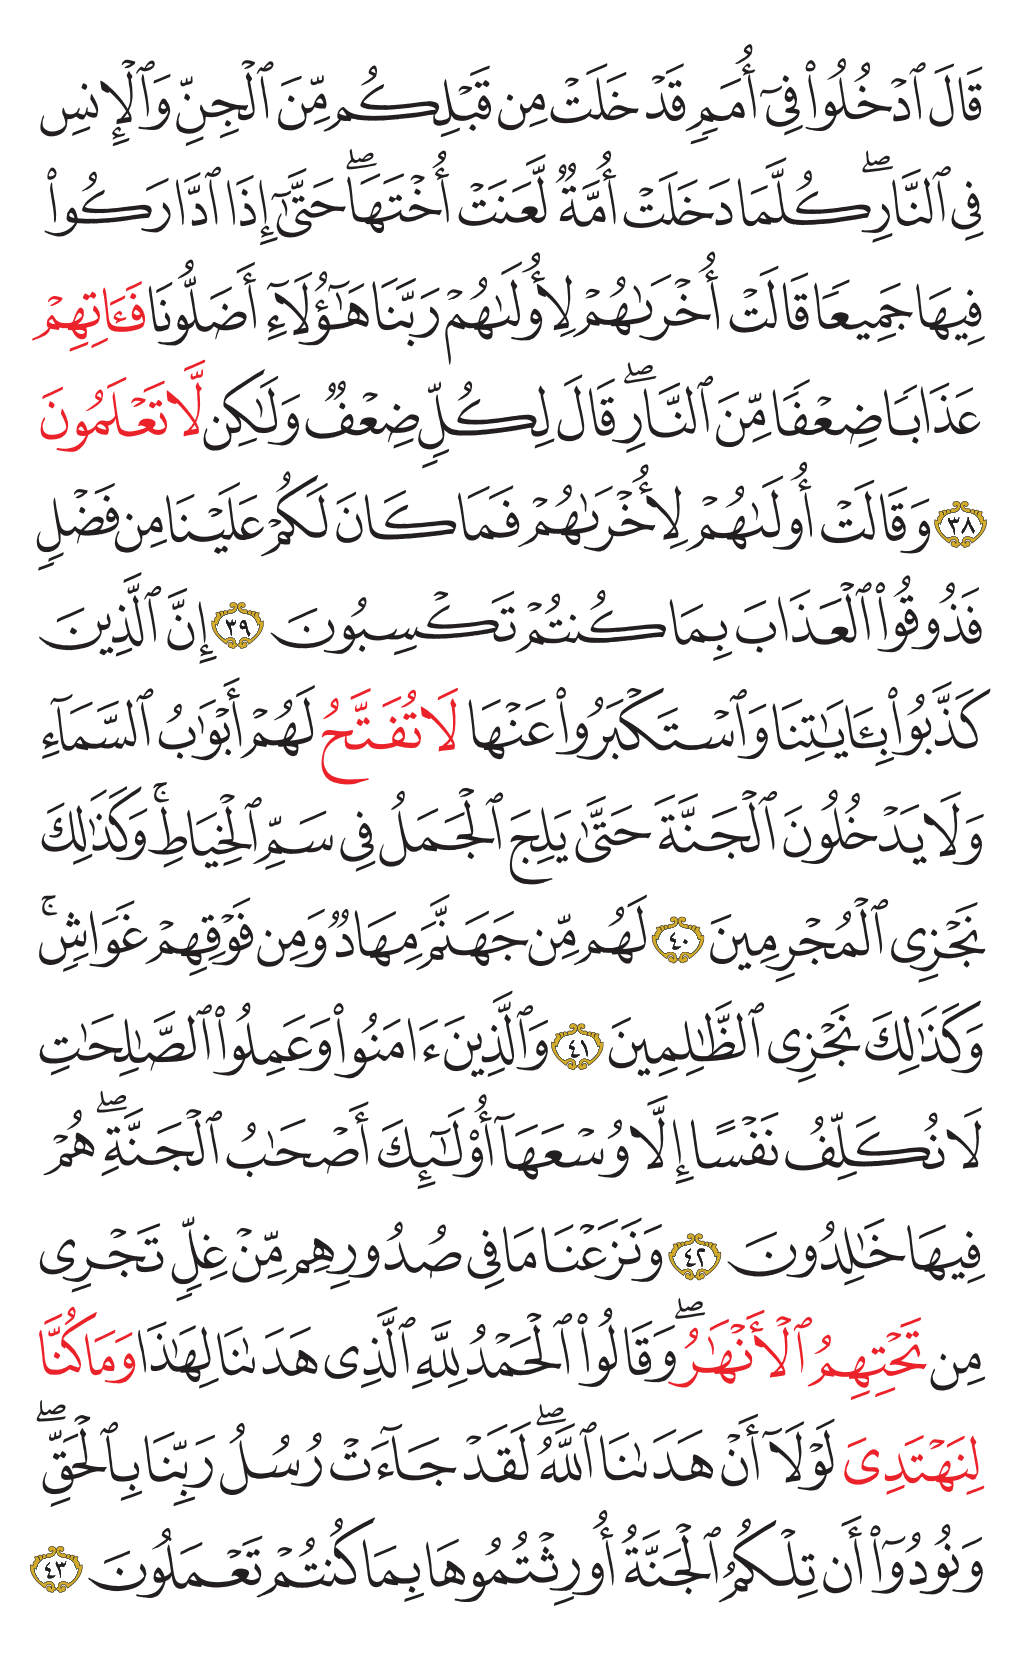 قَالَ ٱدۡخُلُواْ فِيٓ أُمَمٖ قَدۡ خَلَتۡ مِن قَبۡلِكُم مِّنَ ٱلۡجِنِّ وَٱلۡإِنسِ
فِي ٱلنَّارِۖ كُلَّمَا دَخَلَتۡ أُمَّةٞ لَّعَنَتۡ أُخۡتَهَاۖ حَتَّىٰٓ إِذَا ٱدَّارَكُواْ
فِيهَا جَمِيعٗا قَالَتۡ أُخۡرَىٰهُمۡ لِأُولَىٰهُمۡ رَبَّنَا هَٰٓؤُلَآءِ أَضَلُّونَا فَـَٔاتِهِمۡ
عَذَابٗا ضِعۡفٗا مِّنَ ٱلنَّارِۖ قَالَ لِكُلّٖ ضِعۡفٞ وَلَٰكِن لَّا تَعۡلَمُونَ
٣٨ وَقَالَتۡ أُولَىٰهُمۡ لِأُخۡرَىٰهُمۡ فَمَا كَانَ لَكُمۡ عَلَيۡنَا مِن فَضۡلٖ
فَذُوقُواْ ٱلۡعَذَابَ بِمَا كُنتُمۡ تَكۡسِبُونَ ٣٩ إِنَّ ٱلَّذِينَ
كَذَّبُواْ بِـَٔايَٰتِنَا وَٱسۡتَكۡبَرُواْ عَنۡهَا لَا تُفَتَّحُ لَهُمۡ أَبۡوَٰبُ ٱلسَّمَآءِ
وَلَا يَدۡخُلُونَ ٱلۡجَنَّةَ حَتَّىٰ يَلِجَ ٱلۡجَمَلُ فِي سَمِّ ٱلۡخِيَاطِۚ وَكَذَٰلِكَ
نَجۡزِي ٱلۡمُجۡرِمِينَ ٤٠ لَهُم مِّن جَهَنَّمَ مِهَادٞ وَمِن فَوۡقِهِمۡ غَوَاشٖۚ
وَكَذَٰلِكَ نَجۡزِي ٱلظَّٰلِمِينَ ٤١ وَٱلَّذِينَ ءَامَنُواْ وَعَمِلُواْ ٱلصَّٰلِحَٰتِ
لَا نُكَلِّفُ نَفۡسًا إِلَّا وُسۡعَهَآ أُوْلَٰٓئِكَ أَصۡحَٰبُ ٱلۡجَنَّةِۖ هُمۡ
فِيهَا خَٰلِدُونَ ٤٢ وَنَزَعۡنَا مَا فِي صُدُورِهِم مِّنۡ غِلّٖ تَجۡرِي
مِن تَحۡتِهِمُ ٱلۡأَنۡهَٰرُۖ وَقَالُواْ ٱلۡحَمۡدُ لِلَّهِ ٱلَّذِي هَدَىٰنَا لِهَٰذَا وَمَا كُنَّا
لِنَهۡتَدِيَ لَوۡلَآ أَنۡ هَدَىٰنَا ٱللَّهُۖ لَقَدۡ جَآءَتۡ رُسُلُ رَبِّنَا بِٱلۡحَقِّۖ
وَنُودُوٓاْ أَن تِلۡكُمُ ٱلۡجَنَّةُ أُورِثۡتُمُوهَا بِمَا كُنتُمۡ تَعۡمَلُونَ ٤٣